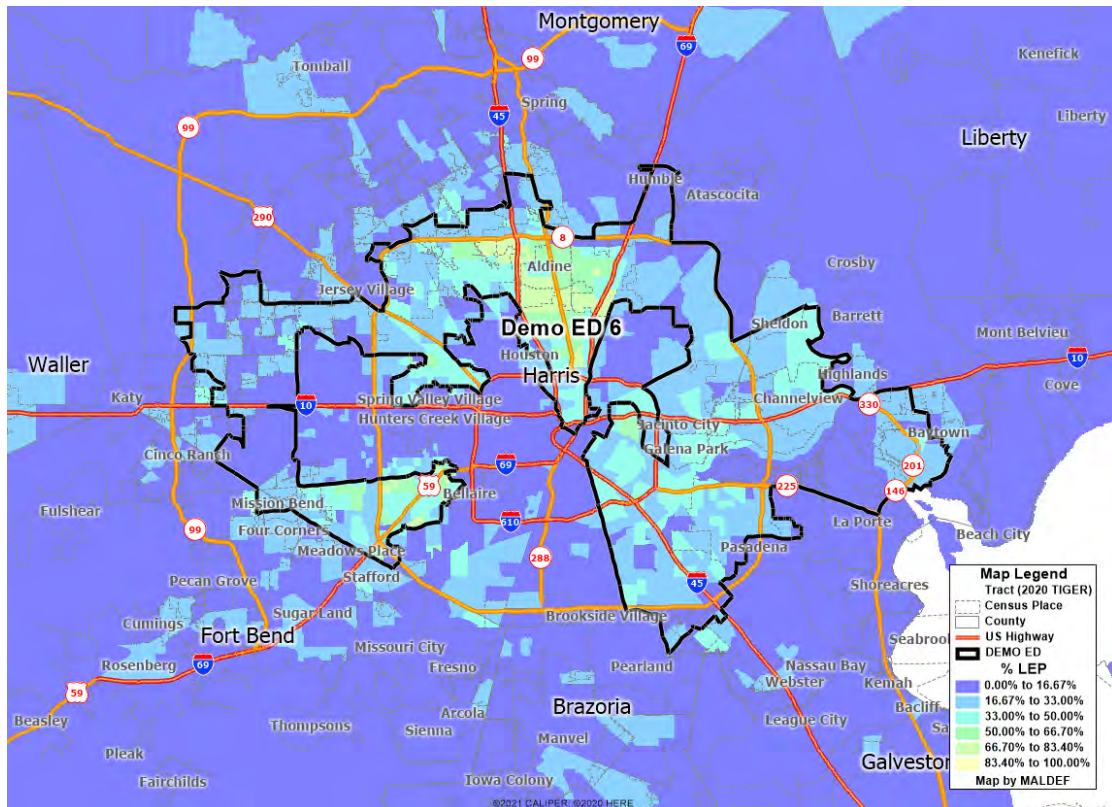 Montgomery
69
99
Tomball
Kenefick
Spring
45
Liberty
99
Liberty
Humble
Atascocita
290
8
Aldine
Crosby
Jersey Village
Sheldon
Barrett
Demo ED 6
Mont Belvieu
Houston
10
Waller
Harris
Highlands
Cove
Katy
Spring Valley Village
Channelview
10
330
Hunters Creek Village
Jacinto City
Baytown
Galena Park
Cinco Ranch
69
201
59
Bellaire
225
146
Mission Bend
Fulshear
610
La Porte
99
Four Corners
Beach City
Meadows Place
Pasadena
288
Stafford
Pecan Grove
45
Shoreacres
Sugar Land
Brookside Village
Cumings
Fort Bend
Missouri City
Seabrook
Rosenberg
69
Fresno
Pearland
Nassau Bay
59
Webster
Kemah
Beasley
Arcola
Brazoria
Bacliff
Thompsons
Sienna
League City
Sa
Pleak
Manvel
Galveston
Fairchilds
Iowa Colony
Map Legend
Tract (2020 TIGER)
Census Place
County
US Highway
DEMO ED
% LEP
0.00% to 16.67%
16.67% to 33.00%
33.00% to 50.00%
50.00% to 66.70%
66.70% to 83.40%
83.40% to 100.00%
Map by MALDEF
©2021 CALIPER; ©2020 HERE